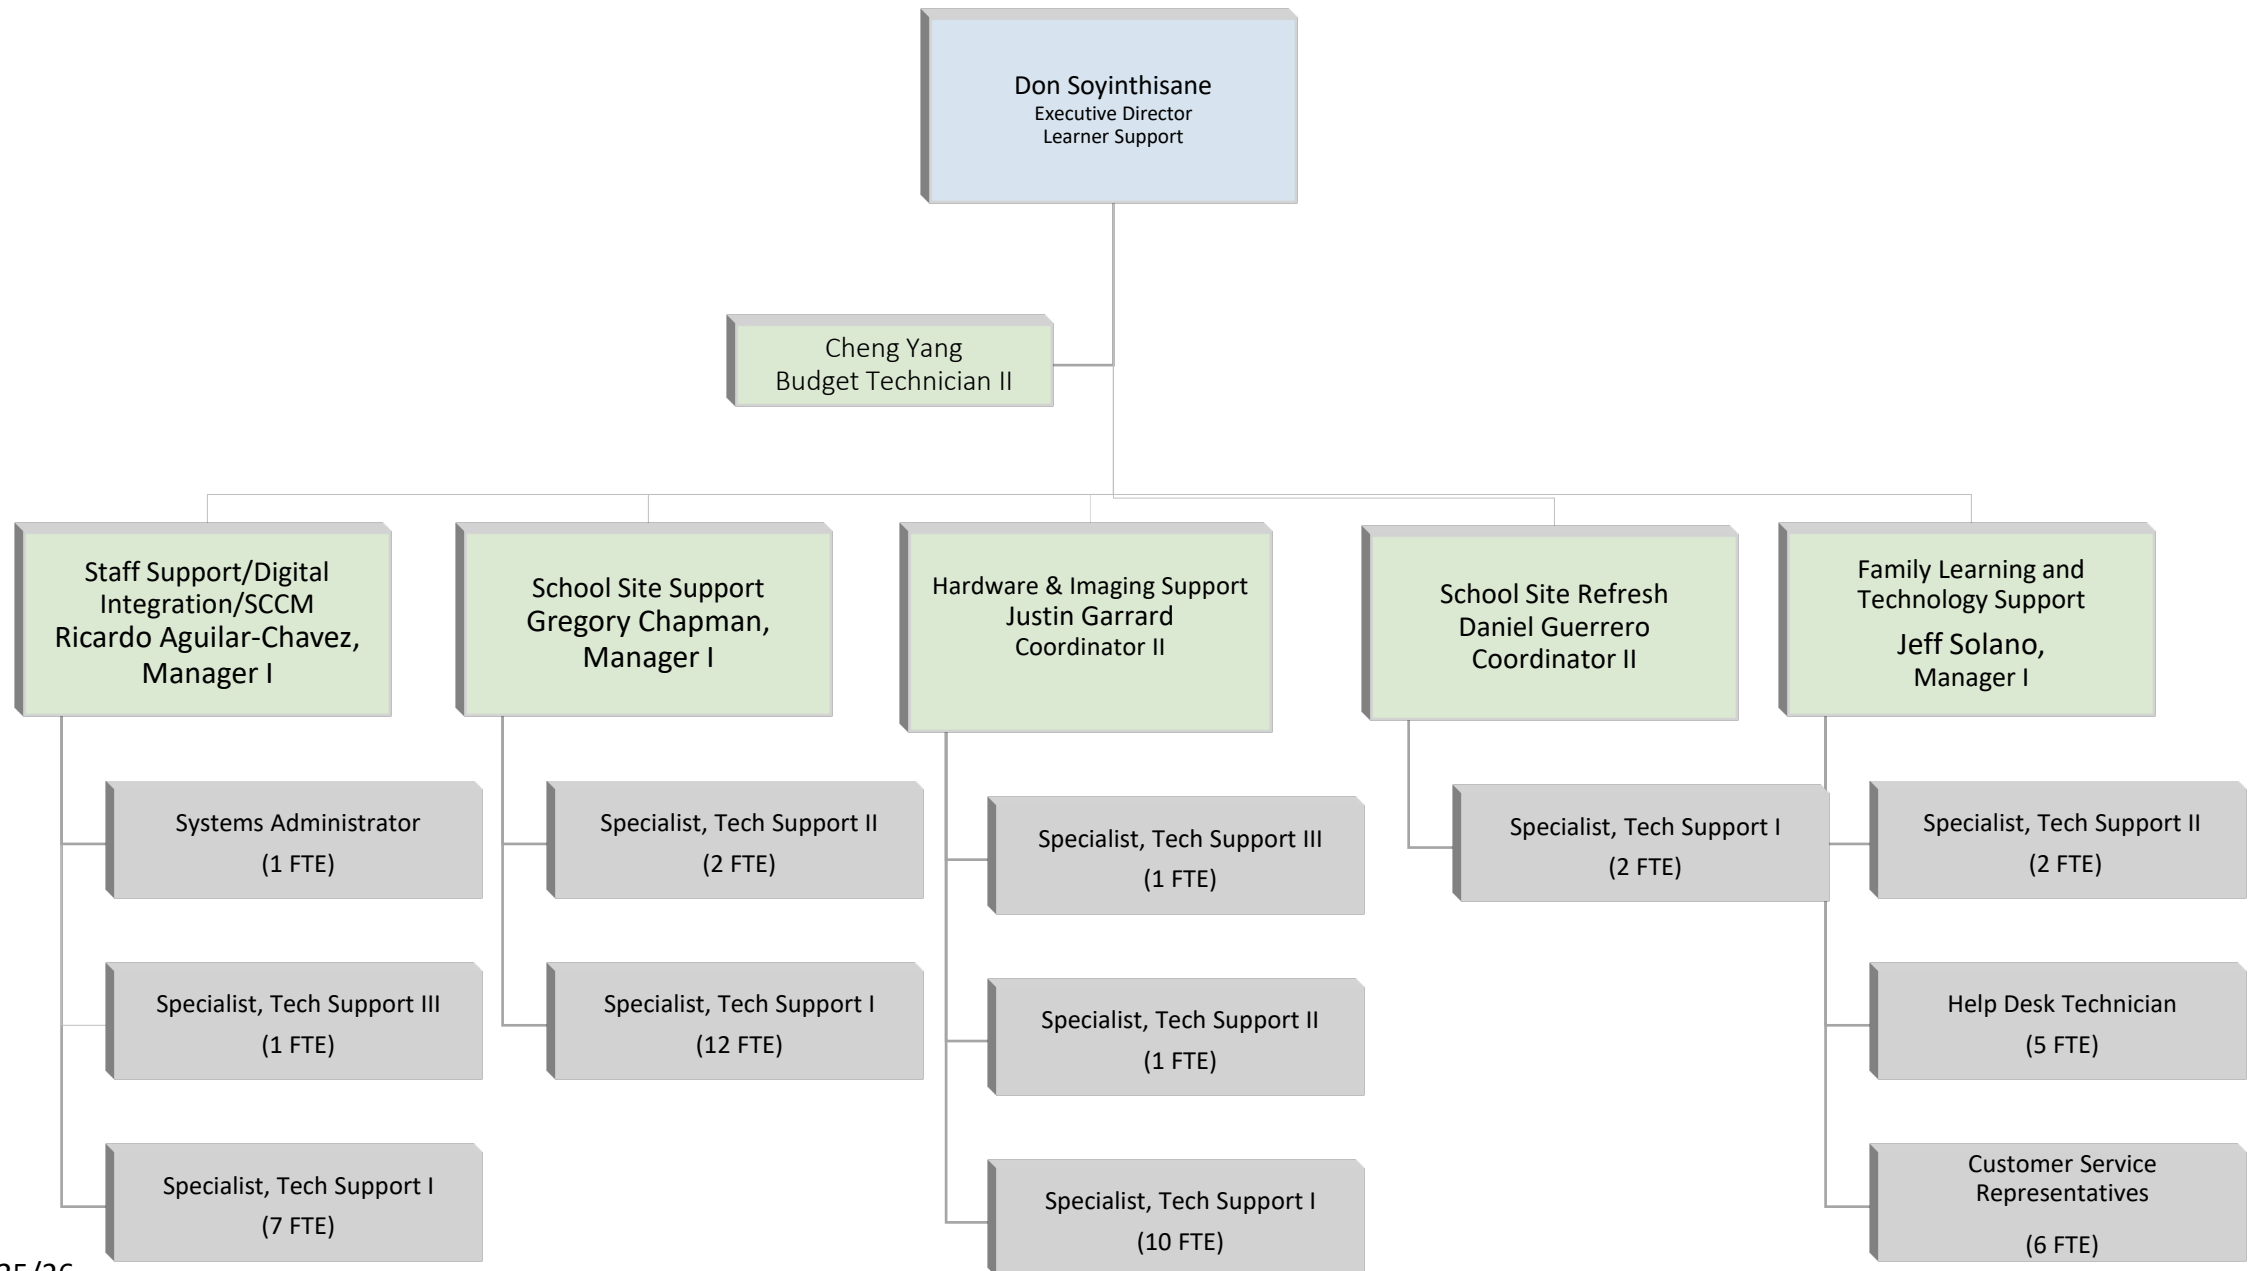 Don Soyinthisane
Executive Director
Learner Support
Cheng Yang
Budget Technician II
Staff Support/Digital
Integration/SCCM
Ricardo Aguilar-Chavez,
Manager I
School Site Support
Gregory Chapman,
Manager I
Hardware & Imaging Support
Justin Garrard
Coordinator II
School Site Refresh
Daniel Guerrero
Coordinator II
Family Learning and
Technology Support
Jeff Solano,
Manager I
Systems Administrator
(1 FTE)
Specialist, Tech Support III
(1 FTE)
Specialist, Tech Support I
(7 FTE)
Specialist, Tech Support II
(2 FTE)
Specialist, Tech Support I
(12 FTE)
Specialist, Tech Support III
(1 FTE)
Specialist, Tech Support II
(1 FTE)
Specialist, Tech Support I
(10 FTE)
Specialist, Tech Support I
(2 FTE)
Specialist, Tech Support II
(2 FTE)
Help Desk Technician
(5 FTE)
Customer Service
Representatives
(6 FTE)